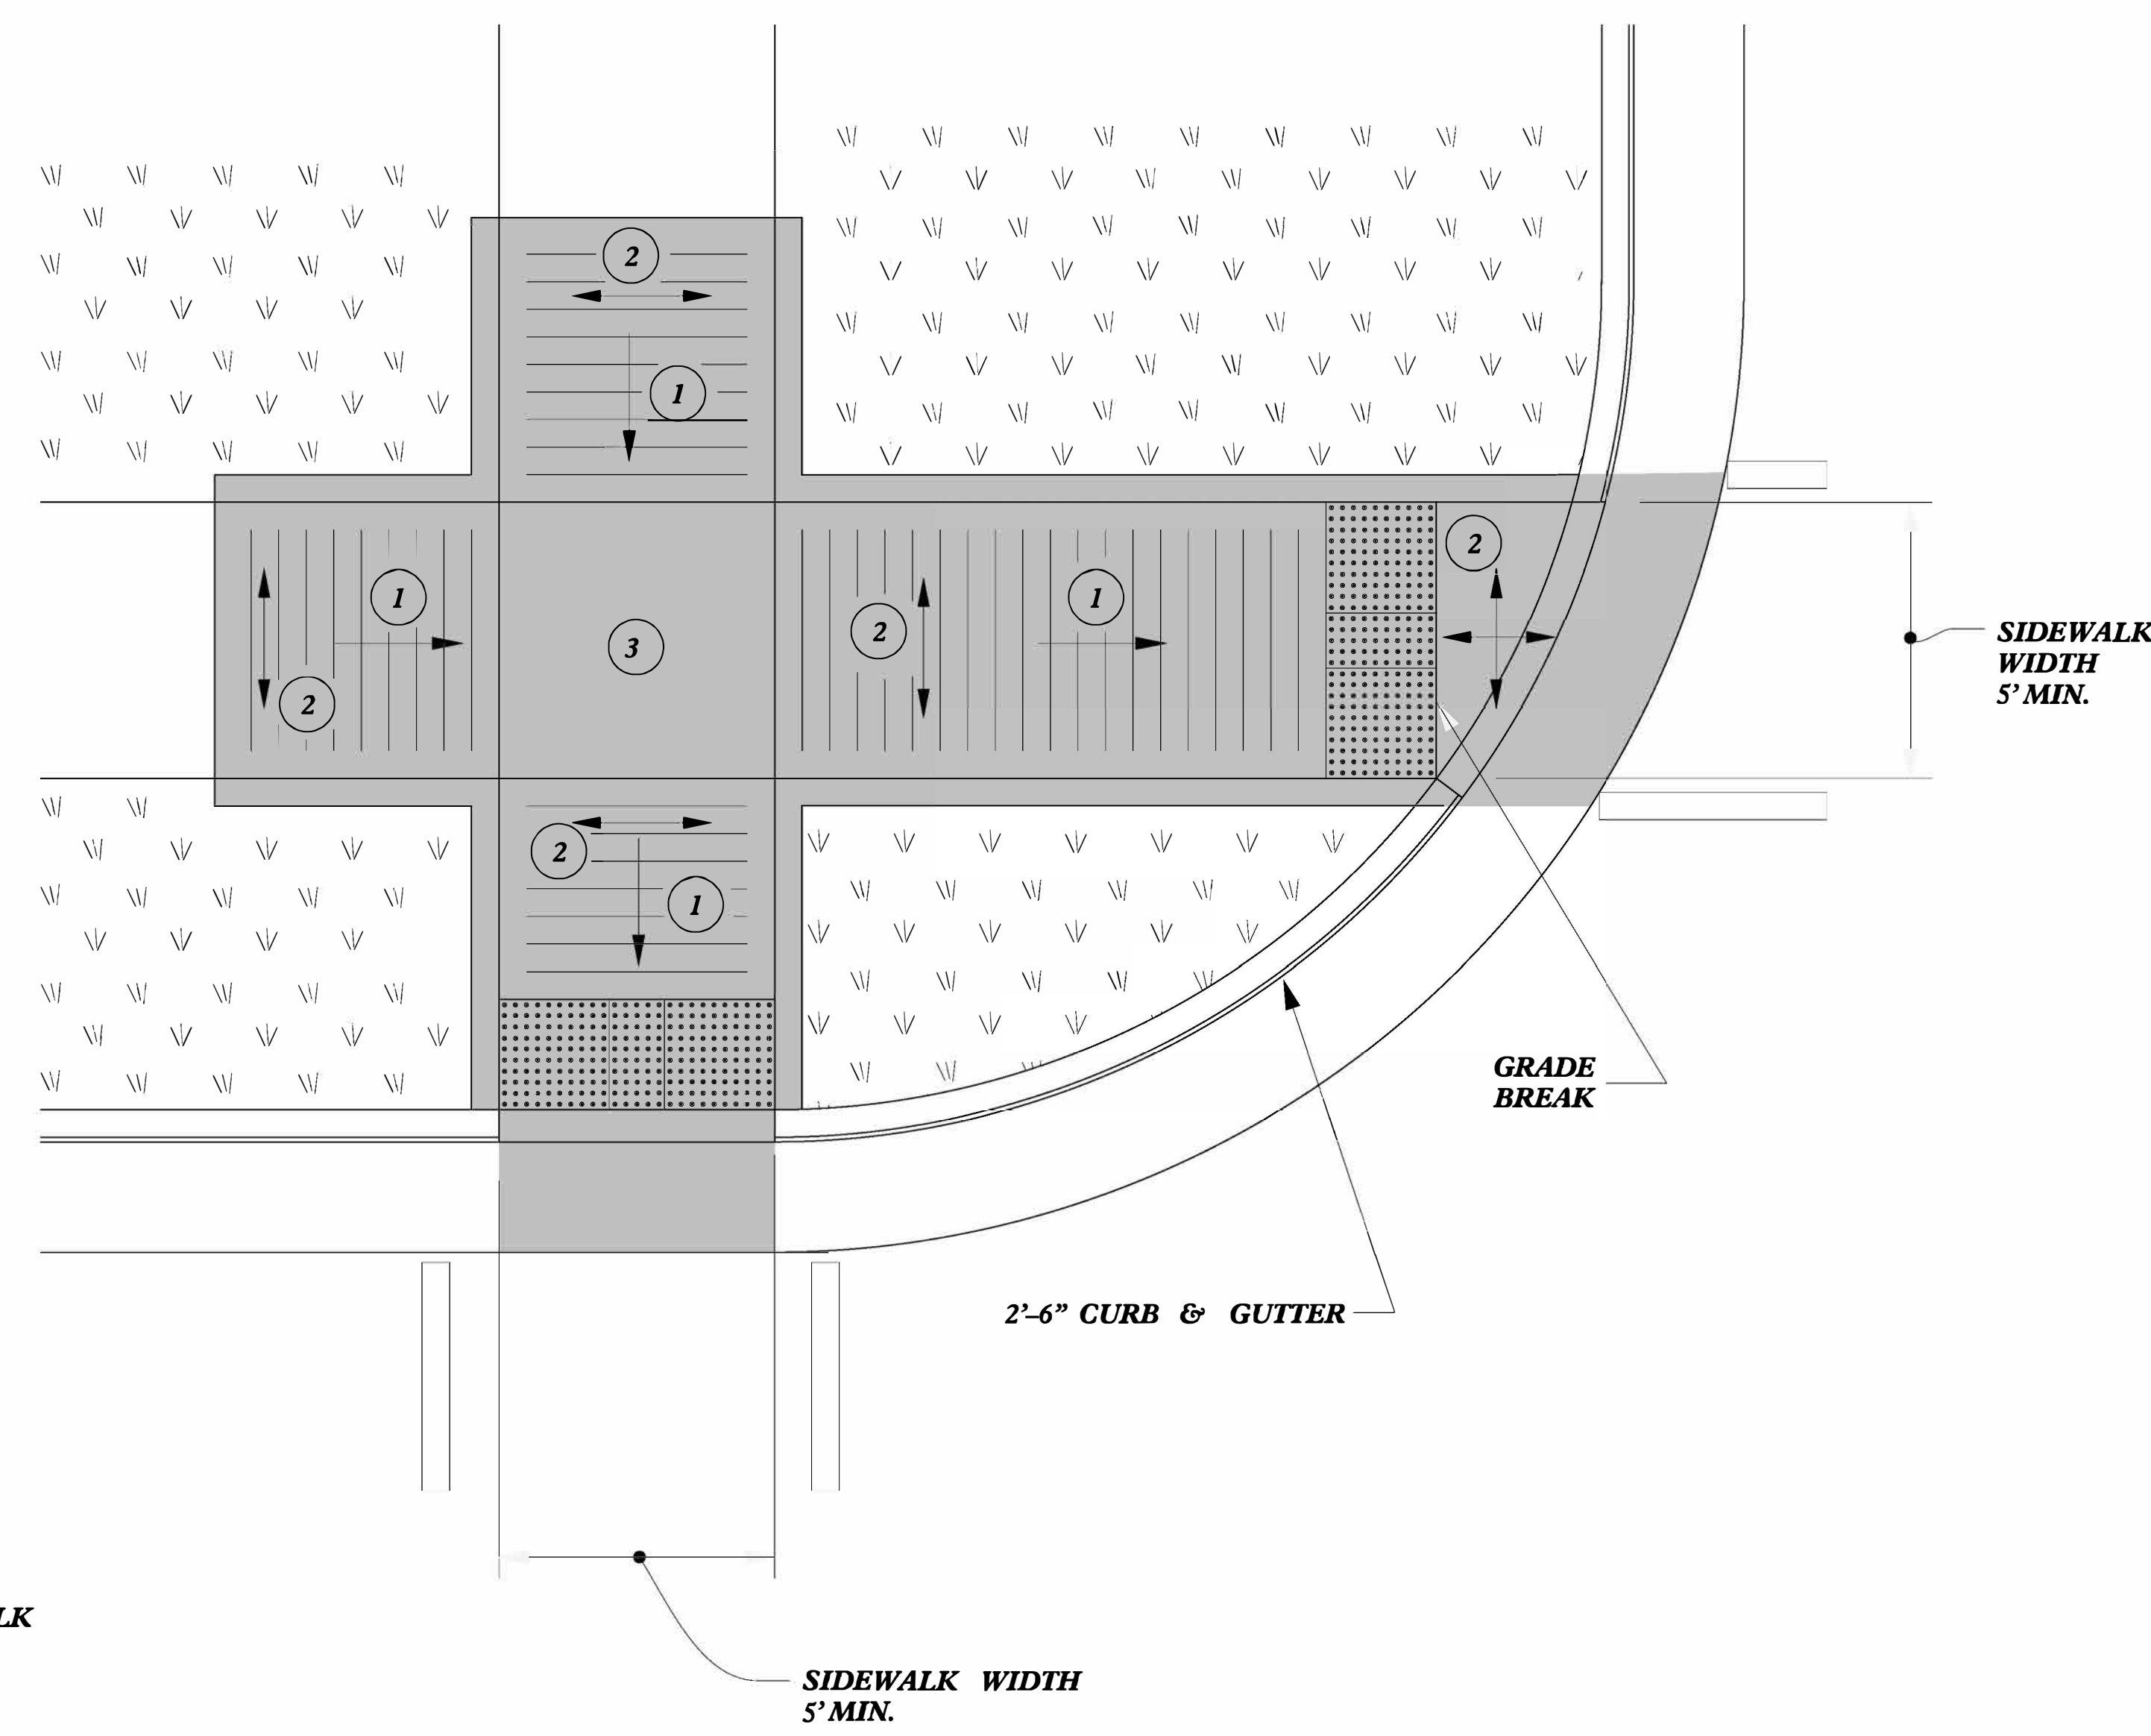 2
1
2
1
1
2
3
2
2
SIDEWALK
WIDTH
5' MIN.
2
1
GRADE
BREAK
2'–6” CURB & GUTTER
LK
SIDEWALK WIDTH
5' MIN.